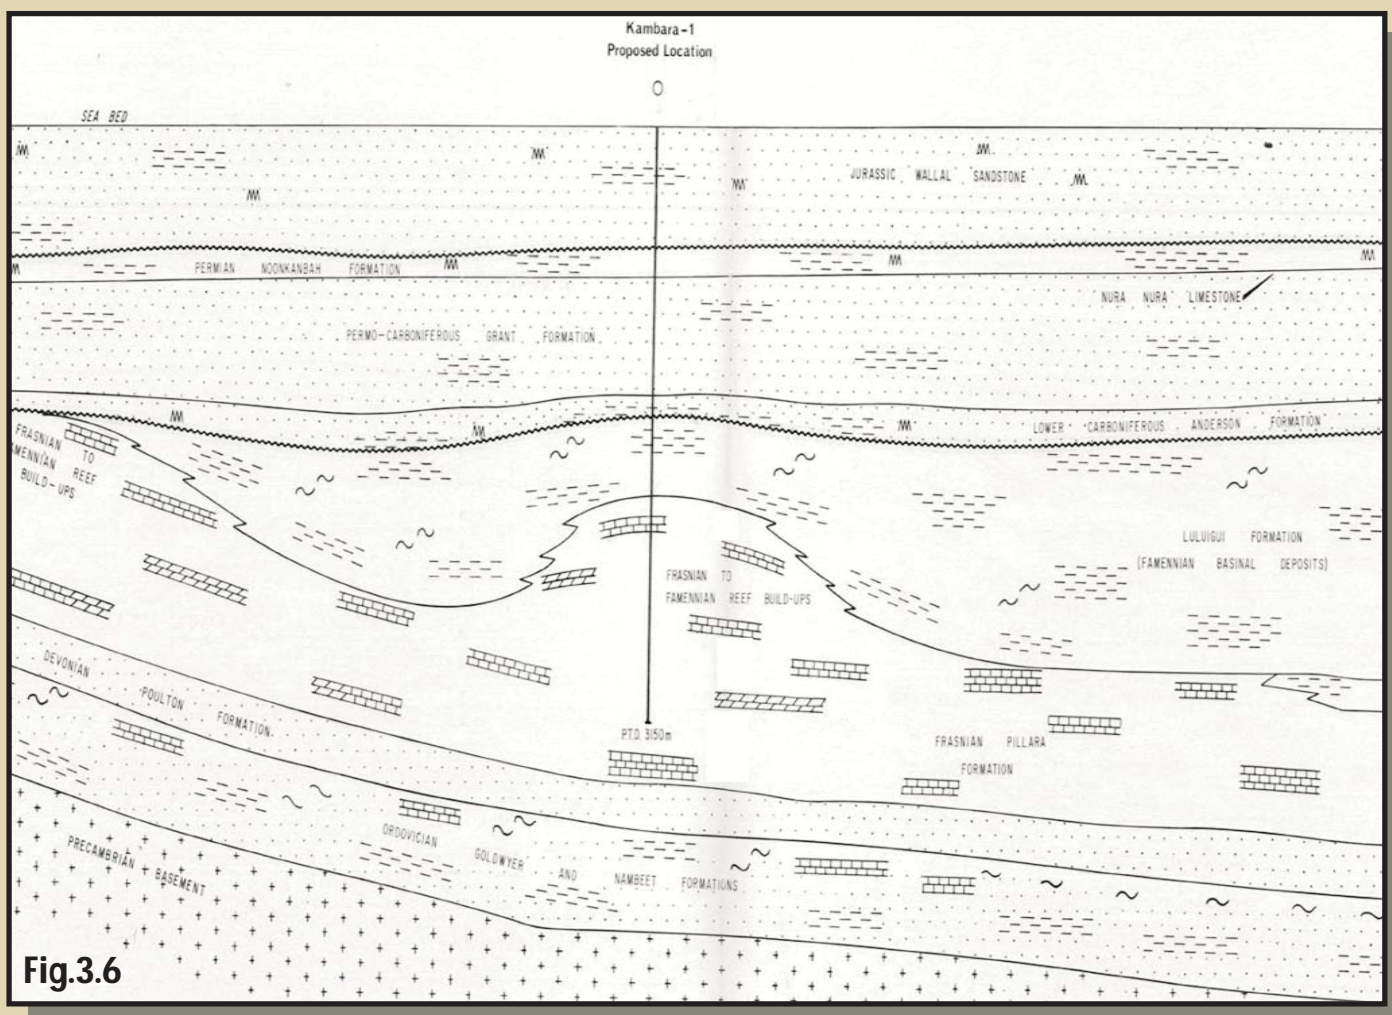 Kambara-1
Proposed Location
SEA BED
JURASSIC WALLAL SANDSTONE
PERMIAN NOONKANBAH FORMATION
NURA NURA LIMESTONE
PERMO-CARBONIFEROUS GRANT FORMATION
LOWER CARBONIFEROUS ANDERSON FORMATION
FRASNIAN
TO
AMENNIAN REEF
BUILD-UPS
LULUIGUI FORMATION
(FAMENNIAN BASINAL DEPOSITS)
FRASNIAN TO
FAMENNIAN REEF BUILD-UPS
DEVONIAN POULTON FORMATION
P.T.D. 3150m
FRASNIAN PILLARA
FORMATION
ORDOVICIAN GOLDWYER AND NAMBEET FORMATIONS
PRECAMBRIAN BASEMENT
Fig.3.6